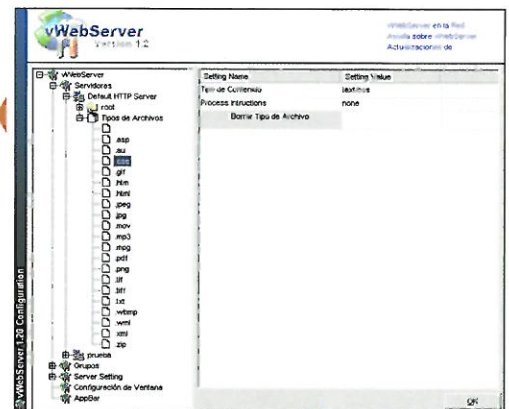 vWebServer
Version 1.2
vWebServer en la Red
Ayuda sobre vWebServer
Actualizaciones de
vWebServer
Servidores
Default HTTP Server
root
Tipos de Archivos
.asp
.au
.css
.gif
.htm
.html
.jpeg
.jpg
.mov
.mp3
.mpg
.pdf
.png
.tif
.tiff
.txt
.wbmp
.wml
.xml
.zip
prueba
Grupos
Server Setting
Configuración de Ventana
AppBar
Setting Name Setting Value
Tipo de Contenido text/css
Process Intructions none
Borrar Tipo de Archivo
OK
vWebServer 1.20 Configuration